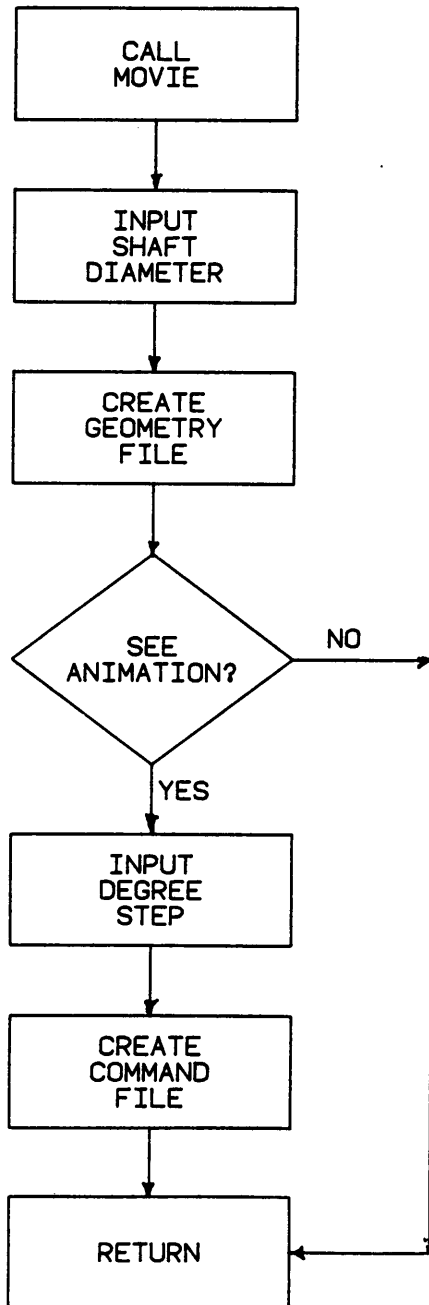 CALL
MOVIE
INPUT
SHAFT
DIAMETER
CREATE
GEOMETRY
FILE
SEE
ANIMATION?
NO
YES
INPUT
DEGREE
STEP
CREATE
COMMAND
FILE
RETURN